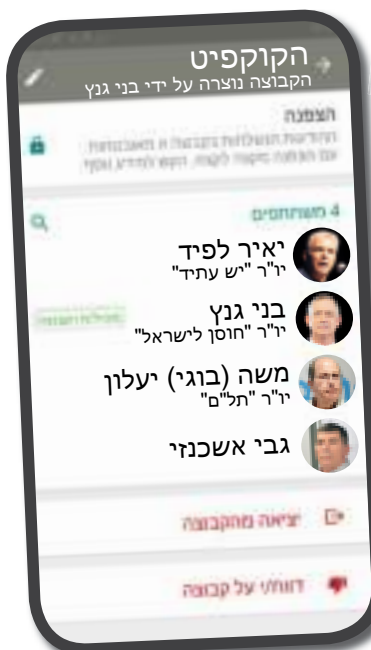 הקוקפיט
הקבוצה נוצרה על ידי בני גנץ
הצפנה
4 משתתפים
יאיר לפיד
יו"ר "יש עתיד"
בני גנץ
יו"ר "חוסן לישראל"
משה (בוגי) יעלון
יו"ר "תל"ם"
גבי אשכנזי
יציאה מהקבוצה
דווח/י על קבוצה